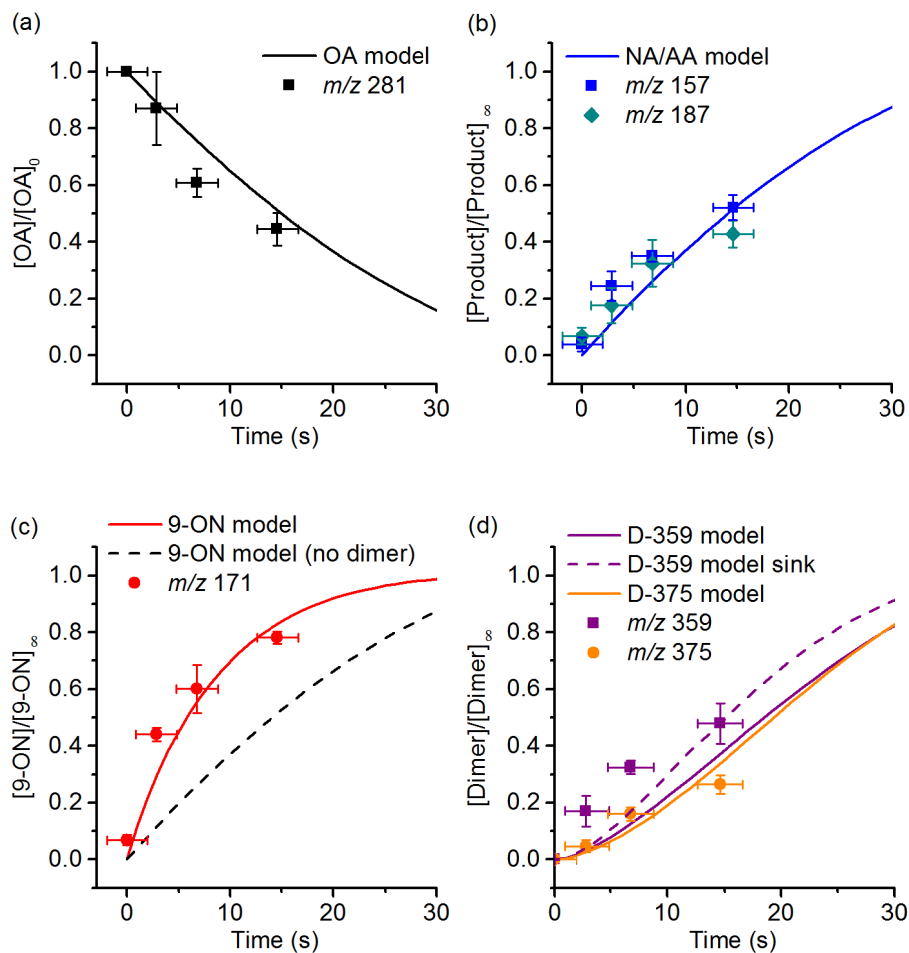 (a)
OA model
m/z 281
[OA]/[OA]0
1.0
0.8
0.6
0.4
0.2
0.0
0 10 20 30
Time (s)
(b)
NA/AA model
m/z 157
m/z 187
[Product]/[Product]∞
1.0
0.8
0.6
0.4
0.2
0.0
0 10 20 30
Time (s)
(c)
9-ON model
9-ON model (no dimer)
m/z 171
[9-ON]/[9-ON]∞
1.0
0.8
0.6
0.4
0.2
0.0
0 10 20 30
Time (s)
(d)
D-359 model
D-359 model sink
D-375 model
m/z 359
m/z 375
[Dimer]/[Dimer]∞
1.0
0.8
0.6
0.4
0.2
0.0
0 10 20 30
Time (s)